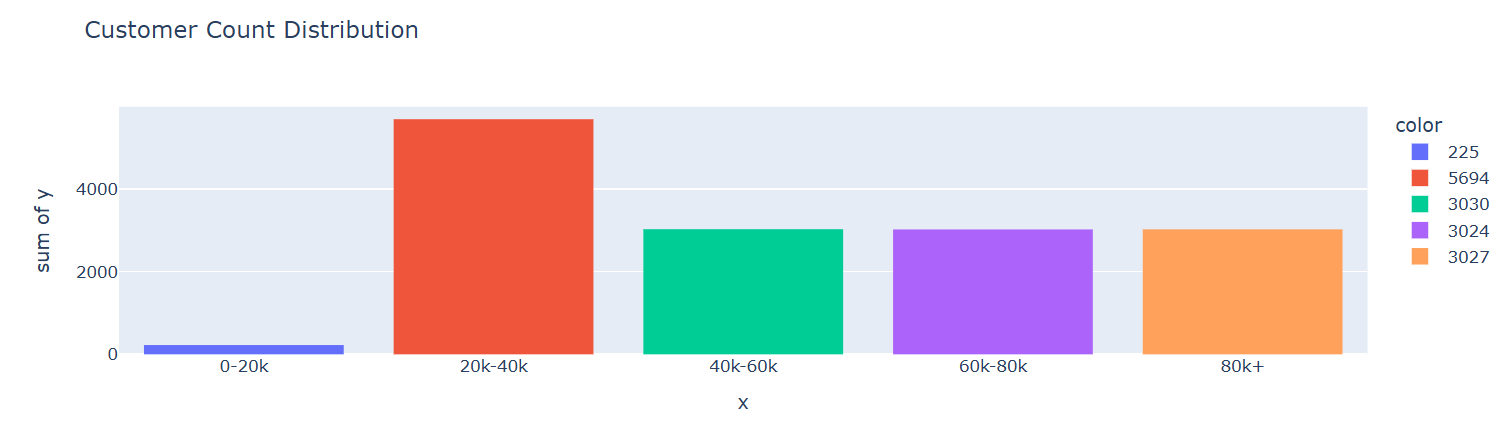 Customer Count Distribution
color
225
5694
3030
3024
3027
sum of y
4000
2000
0
0-20k
20k-40k
40k-60k
60k-80k
80k+
x